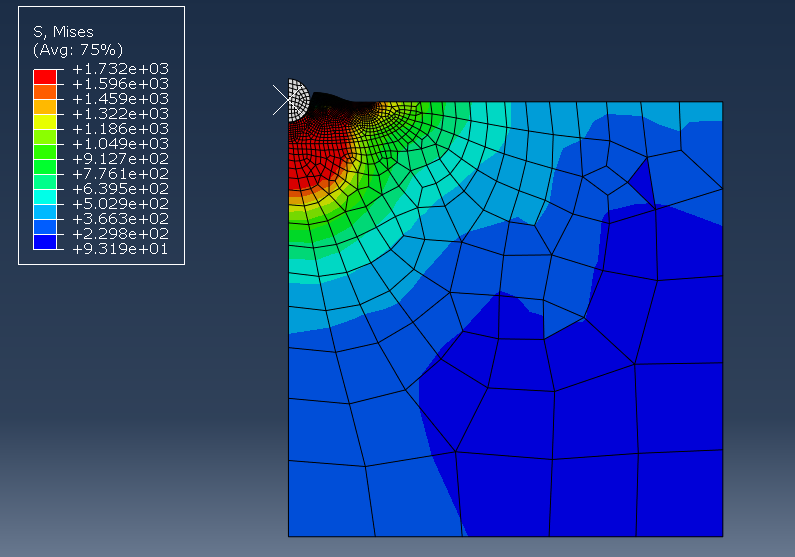 S, Mises
(Avg: 75%)
+1.732e+03
+1.596e+03
+1.459e+03
+1.322e+03
+1.186e+03
+1.049e+03
+9.127e+02
+7.761e+02
+6.395e+02
+5.029e+02
+3.663e+02
+2.298e+02
+9.319e+01